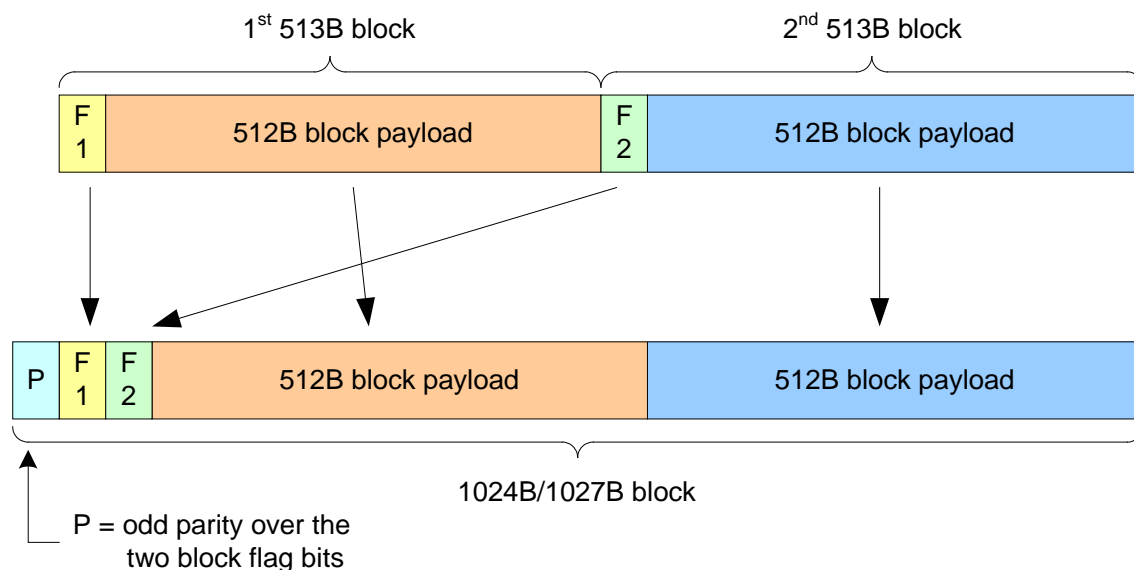 1st 513B block
2nd 513B block
F
1
512B block payload
F
2
512B block payload
P
F
1
F
2
512B block payload
512B block payload
1024B/1027B block
P = odd parity over the
two block flag bits